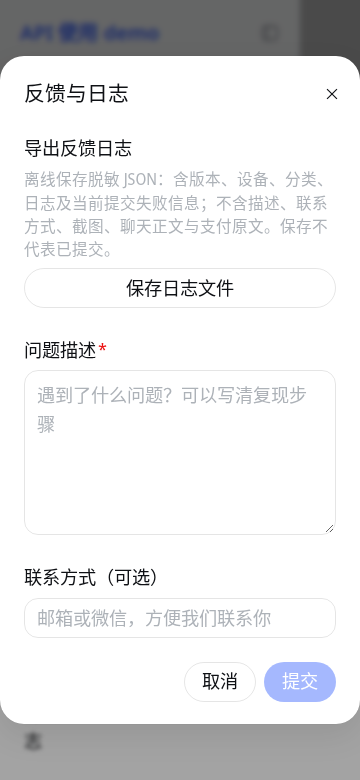 API 使用 demo
反馈与日志
导出反馈日志
离线保存脱敏 JSON：含版本、设备、分类、
日志及当前提交失败信息；不含描述、联系
方式、截图、聊天正文与支付原文。保存不
代表已提交。
保存日志文件
问题描述*
遇到了什么问题？可以写清复现步
骤
联系方式（可选）
邮箱或微信，方便我们联系你
取消 提交
志